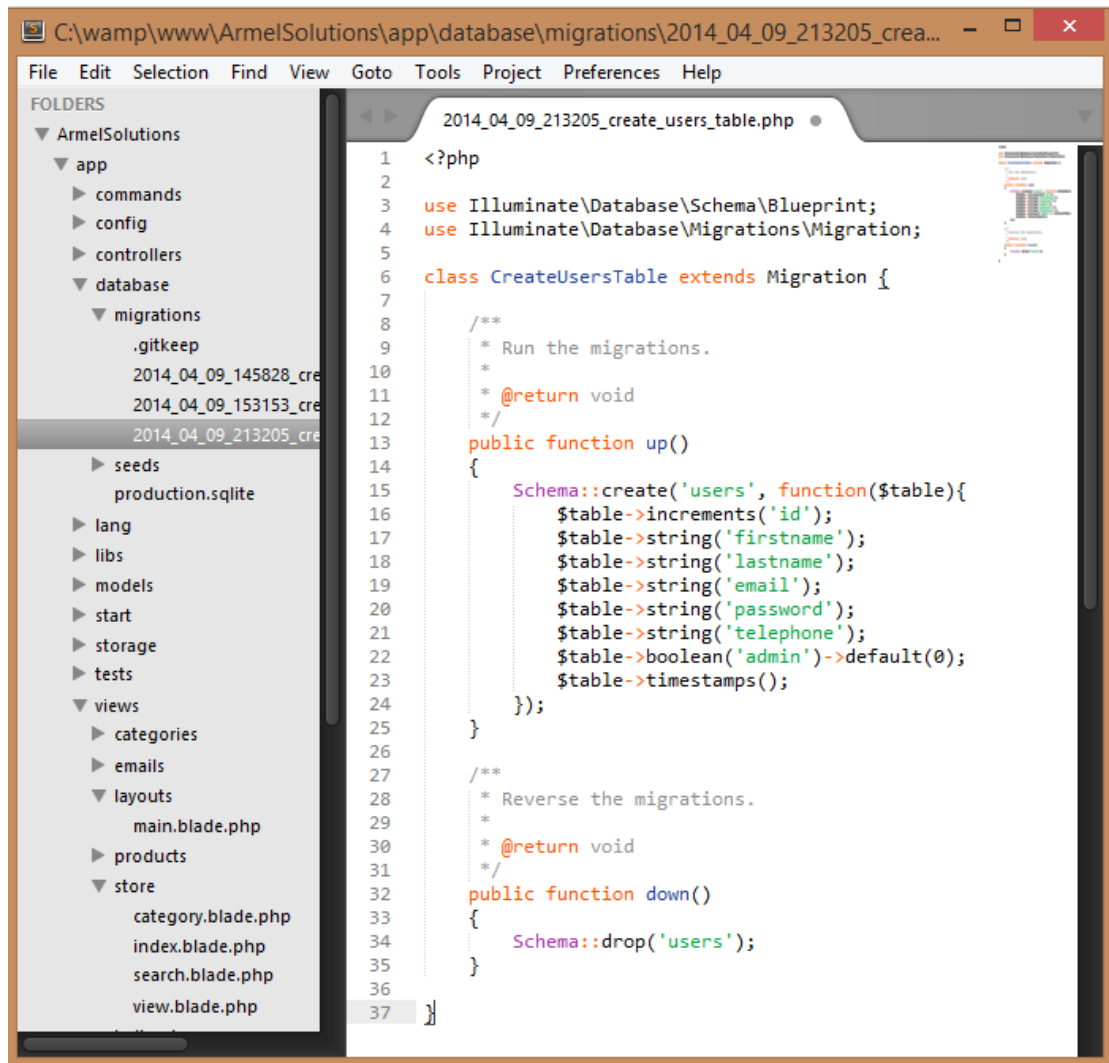 C:\wamp\www\ArmelSolutions\app\database\migrations\2014_04_09_213205_crea...
File Edit Selection Find View Goto Tools Project Preferences Help
FOLDERS
ArmelSolutions
app
commands
config
controllers
database
migrations
.gitkeep
2014_04_09_145828_cre
2014_04_09_153153_cre
2014_04_09_213205_cre
seeds
production.sqlite
lang
libs
models
start
storage
tests
views
categories
emails
layouts
main.blade.php
products
store
category.blade.php
index.blade.php
search.blade.php
view.blade.php
2014_04_09_213205_create_users_table.php
1 <?php
2
3 use Illuminate\Database\Schema\Blueprint;
4 use Illuminate\Database\Migrations\Migration;
5
6 class CreateUsersTable extends Migration {
7
8 /**
9 * Run the migrations.
10 *
11 * @return void
12 */
13 public function up()
14 {
15 Schema::create('users', function($table){
16 $table->increments('id');
17 $table->string('firstname');
18 $table->string('lastname');
19 $table->string('email');
20 $table->string('password');
21 $table->string('telephone');
22 $table->boolean('admin')->default(0);
23 $table->timestamps();
24 });
25 }
26
27 /**
28 * Reverse the migrations.
29 *
30 * @return void
31 */
32 public function down()
33 {
34 Schema::drop('users');
35 }
36
37 }